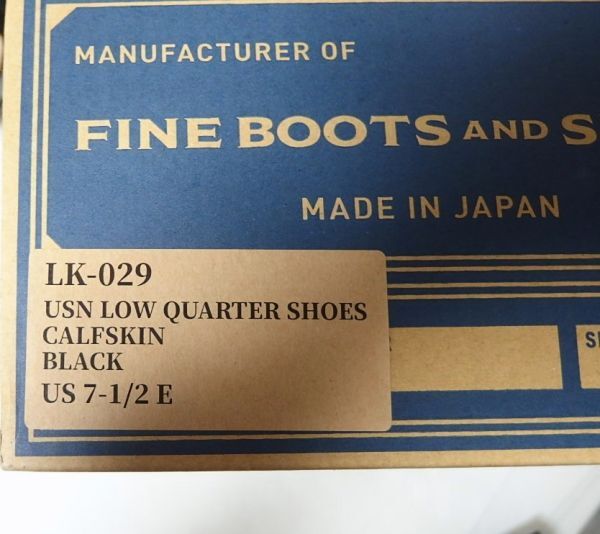 MANUFACTURER OF
FINE BOOTS AND
MADE IN JAPAN
LK-029
USN LOW QUARTER SHOES
CALFSKIN
BLACK
US 7-1/2 E